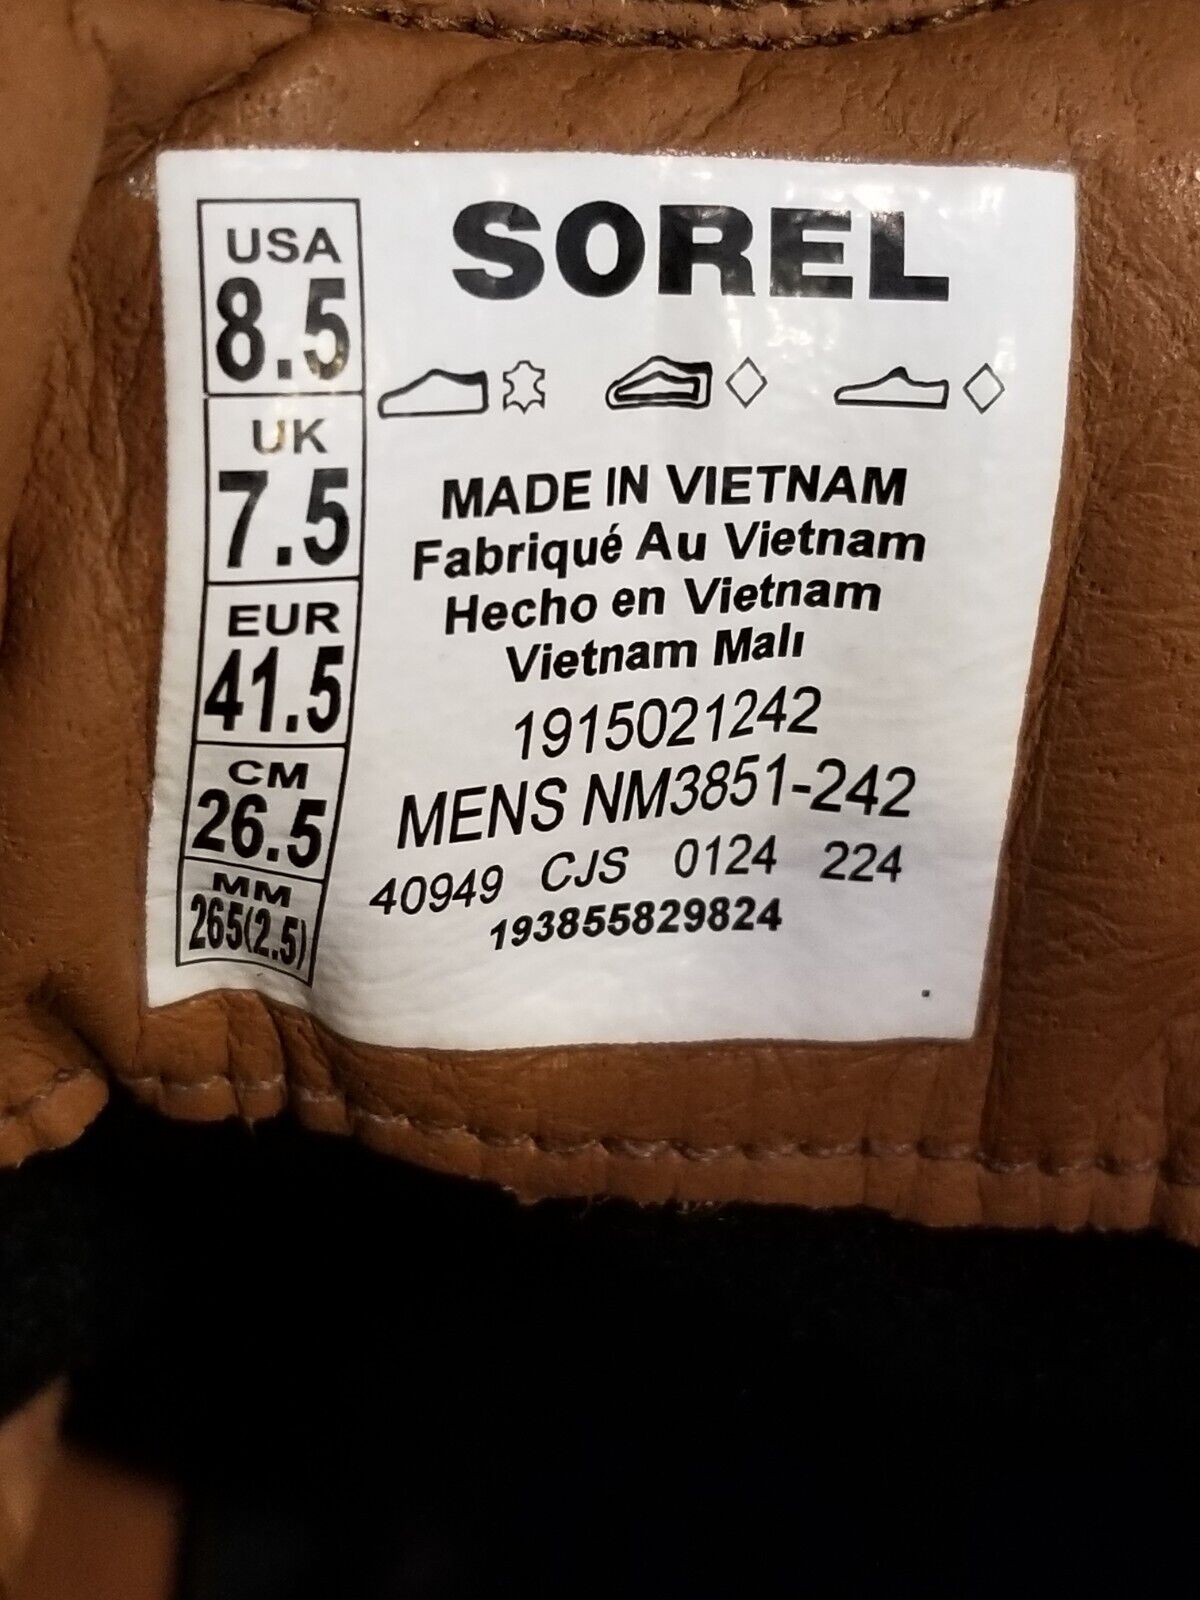 SOREL
USA
8.5
UK
7.5
EUR
41.5
CM
26.5
MM
265(2.5)
MADE IN VIETNAM
Fabriqué Au Vietnam
Hecho en Vietnam
Vietnam Malı
1915021242
MENS NM3851-242
40949 CJS 0124 224
193855829824